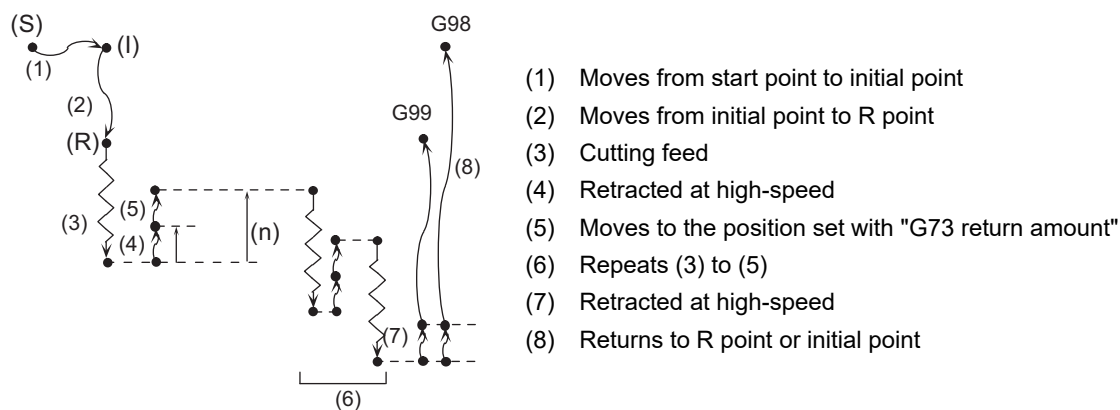 (S)
(I)
(1)
(2)
(R)
(3)
(5)
(4)
(n)
G98
G99
(8)
(7)
(6)
(1) Moves from start point to initial point
(2) Moves from initial point to R point
(3) Cutting feed
(4) Retracted at high-speed
(5) Moves to the position set with "G73 return amount"
(6) Repeats (3) to (5)
(7) Retracted at high-speed
(8) Returns to R point or initial point